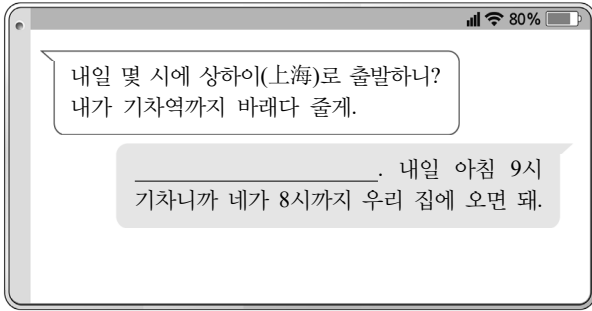 80%
내일 몇 시에 상하이(上海)로 출발하니?
내가 기차역까지 바래다 줄게.
____________________. 내일 아침 9시
기차니까 네가 8시까지 우리 집에 오면 돼.